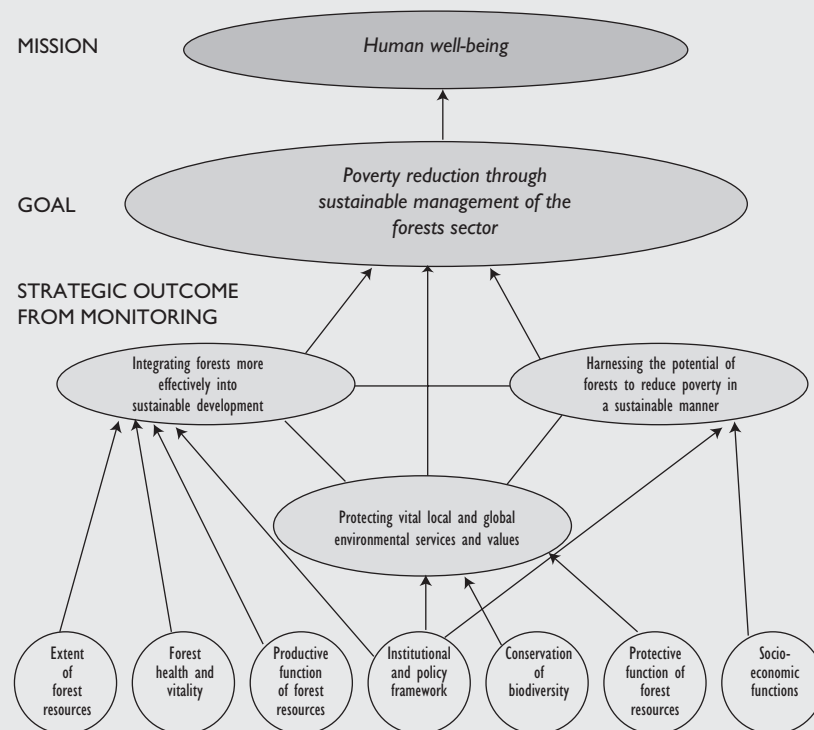 MISSION
Human well-being
GOAL
Poverty reduction through
sustainable management of the
forests sector
STRATEGIC OUTCOME
FROM MONITORING
Integrating forests more
effectively into
sustainable development
Harnessing the potential of
forests to reduce poverty in
a sustainable manner
Protecting vital local and global
environmental services and values
Extent
of
forest
resources
Forest
health and
vitality
Productive
function
of forest
resources
Institutional
and policy
framework
Conservation
of
biodiversity
Protective
function of
forest
resources
Socio-
economic
functions